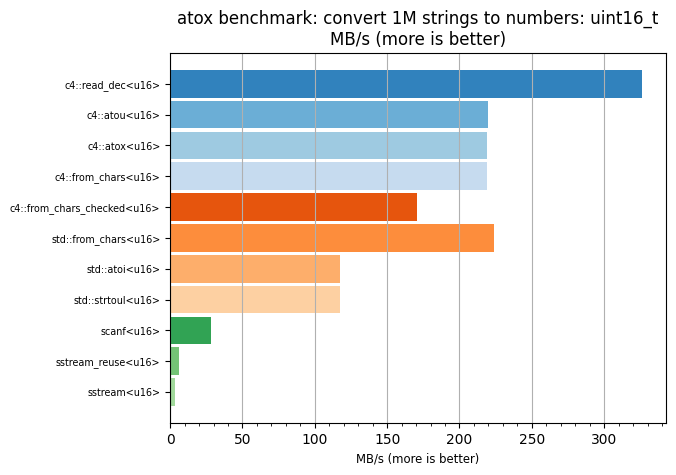 atox benchmark: convert 1M strings to numbers: uint16_t
MB/s (more is better)
c4::read_dec<u16>
c4::atou<u16>
c4::atox<u16>
c4::from_chars<u16>
c4::from_chars_checked<u16>
std::from_chars<u16>
std::atoi<u16>
std::strtoul<u16>
scanf<u16>
sstream_reuse<u16>
sstream<u16>
0 50 100 150 200 250 300
MB/s (more is better)